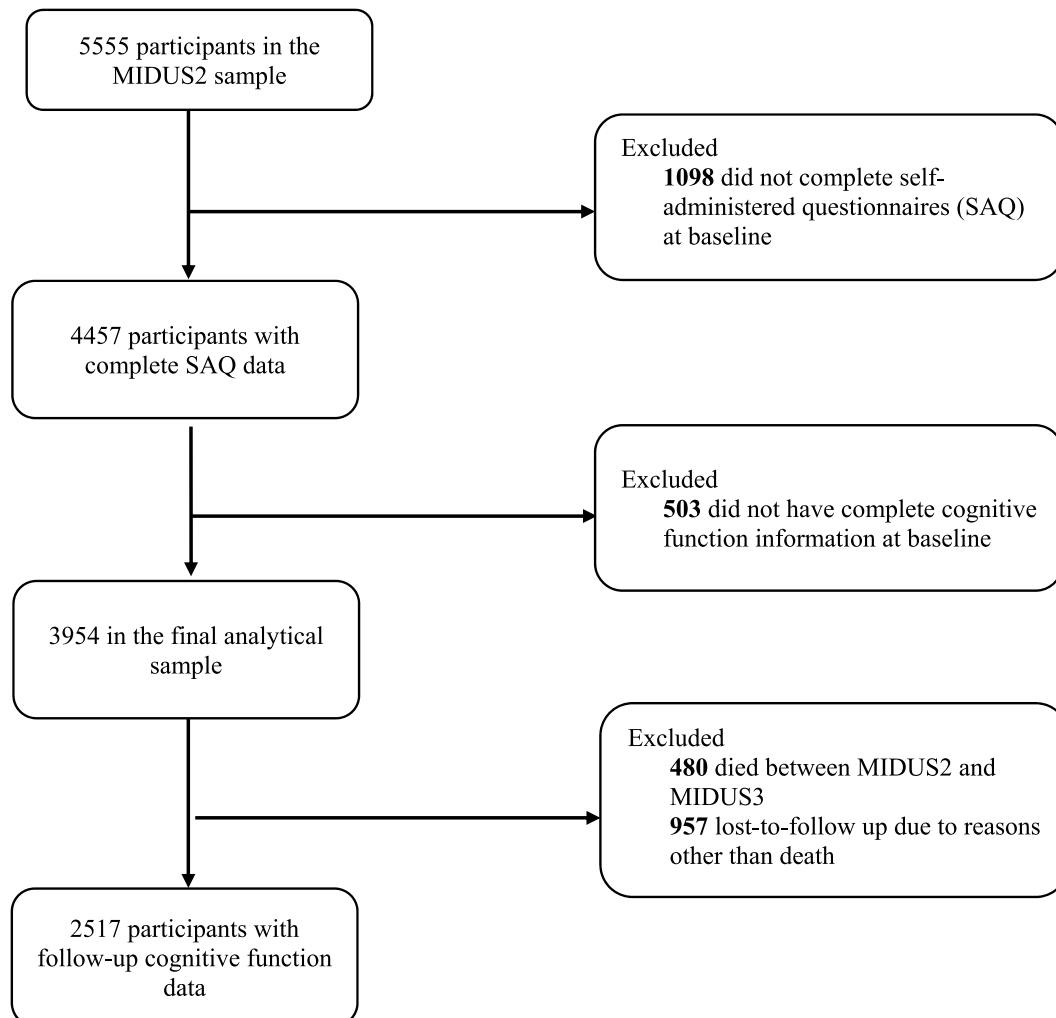 5555 participants in the
MIDUS2 sample
Excluded
1098 did not complete self-
administered questionnaires (SAQ)
at baseline
4457 participants with
complete SAQ data
Excluded
503 did not have complete cognitive
function information at baseline
3954 in the final analytical
sample
Excluded
480 died between MIDUS2 and
MIDUS3
957 lost-to-follow up due to reasons
other than death
2517 participants with
follow-up cognitive function
data